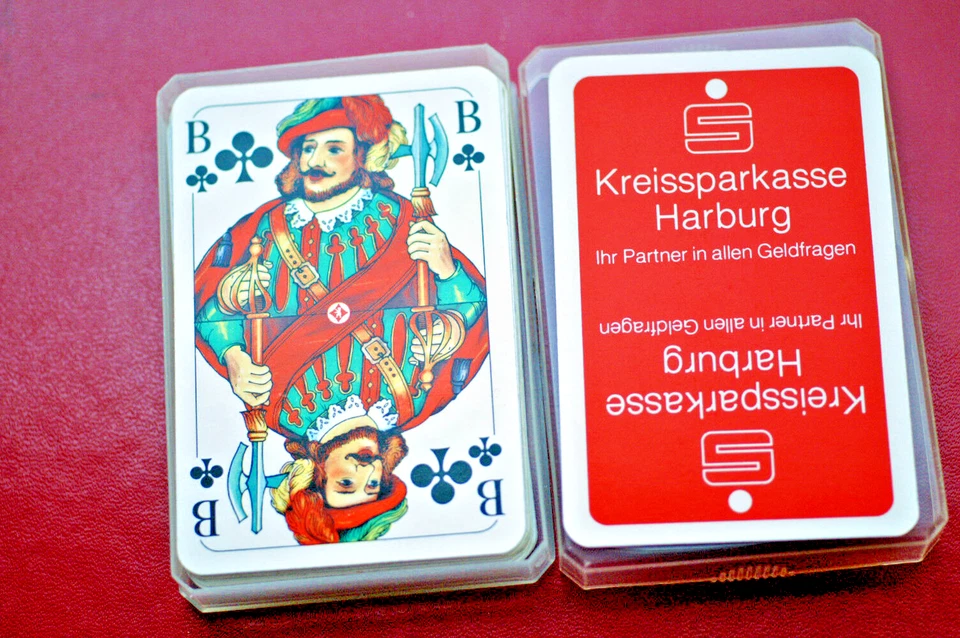 B
B
B
B
Kreissparkasse
Harburg
Ihr Partner in allen Geldfragen
Ihr Partner in allen Geldfragen
Harburg
Kreissparkasse